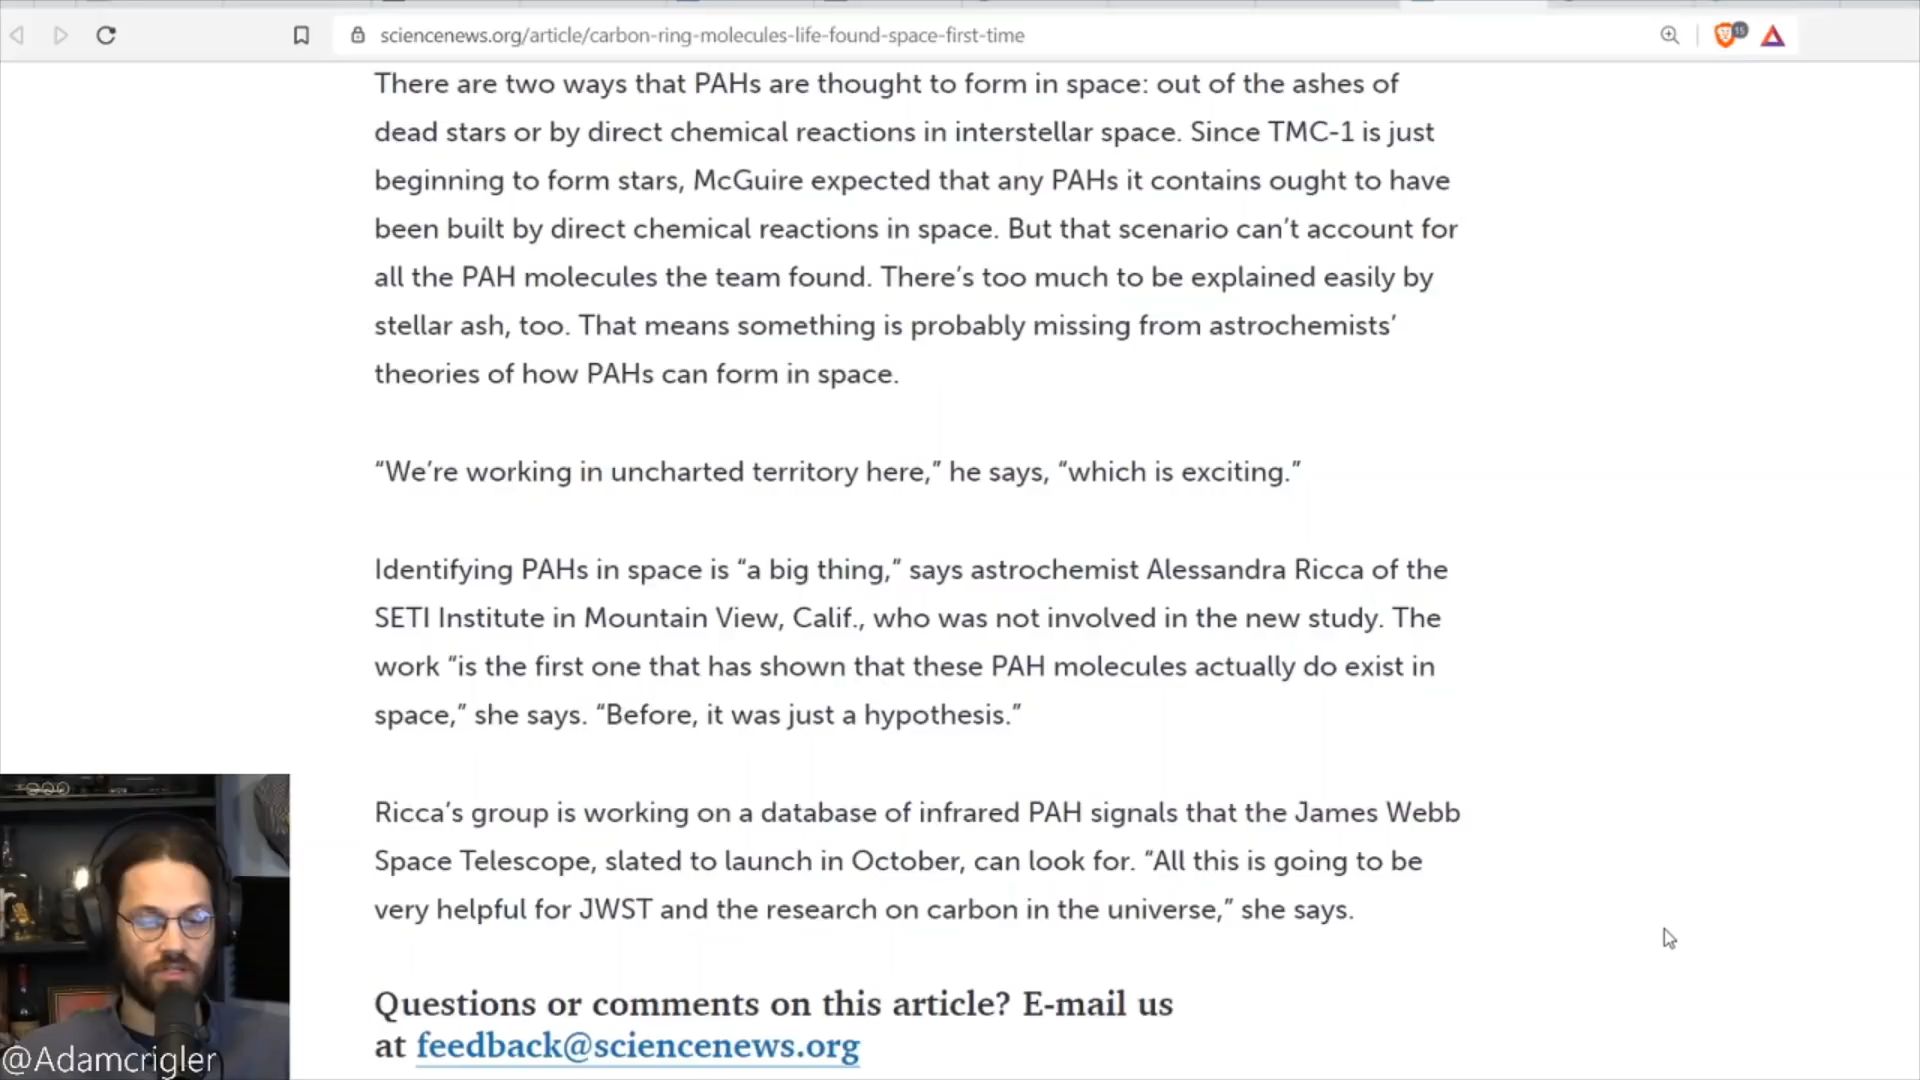 sciencenews.org/article/carbon-ring-molecules-life-found-space-first-time
15
There are two ways that PAHs are thought to form in space: out of the ashes of
dead stars or by direct chemical reactions in interstellar space. Since TMC-1 is just
beginning to form stars, McGuire expected that any PAHs it contains ought to have
been built by direct chemical reactions in space. But that scenario can’t account for
all the PAH molecules the team found. There’s too much to be explained easily by
stellar ash, too. That means something is probably missing from astrochemists’
theories of how PAHs can form in space.
“We’re working in uncharted territory here,” he says, “which is exciting.”
Identifying PAHs in space is “a big thing,” says astrochemist Alessandra Ricca of the
SETI Institute in Mountain View, Calif., who was not involved in the new study. The
work “is the first one that has shown that these PAH molecules actually do exist in
space,” she says. “Before, it was just a hypothesis.”
Ricca’s group is working on a database of infrared PAH signals that the James Webb
Space Telescope, slated to launch in October, can look for. “All this is going to be
very helpful for JWST and the research on carbon in the universe,” she says.
Questions or comments on this article? E-mail us
at feedback@sciencenews.org
@Adamcrigler